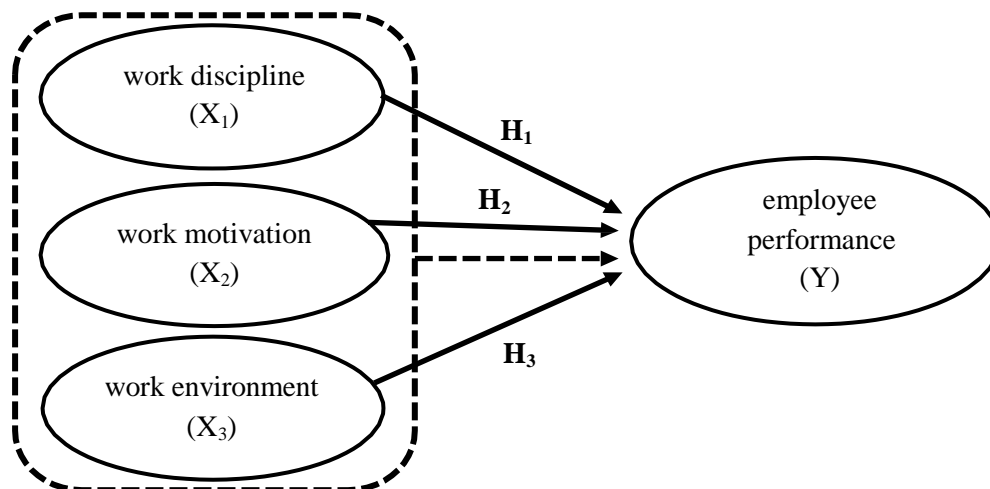 work discipline
(X₁)
H₁
work motivation
(X₂)
H₂
employee
performance
(Y)
work environment
(X₃)
H₃